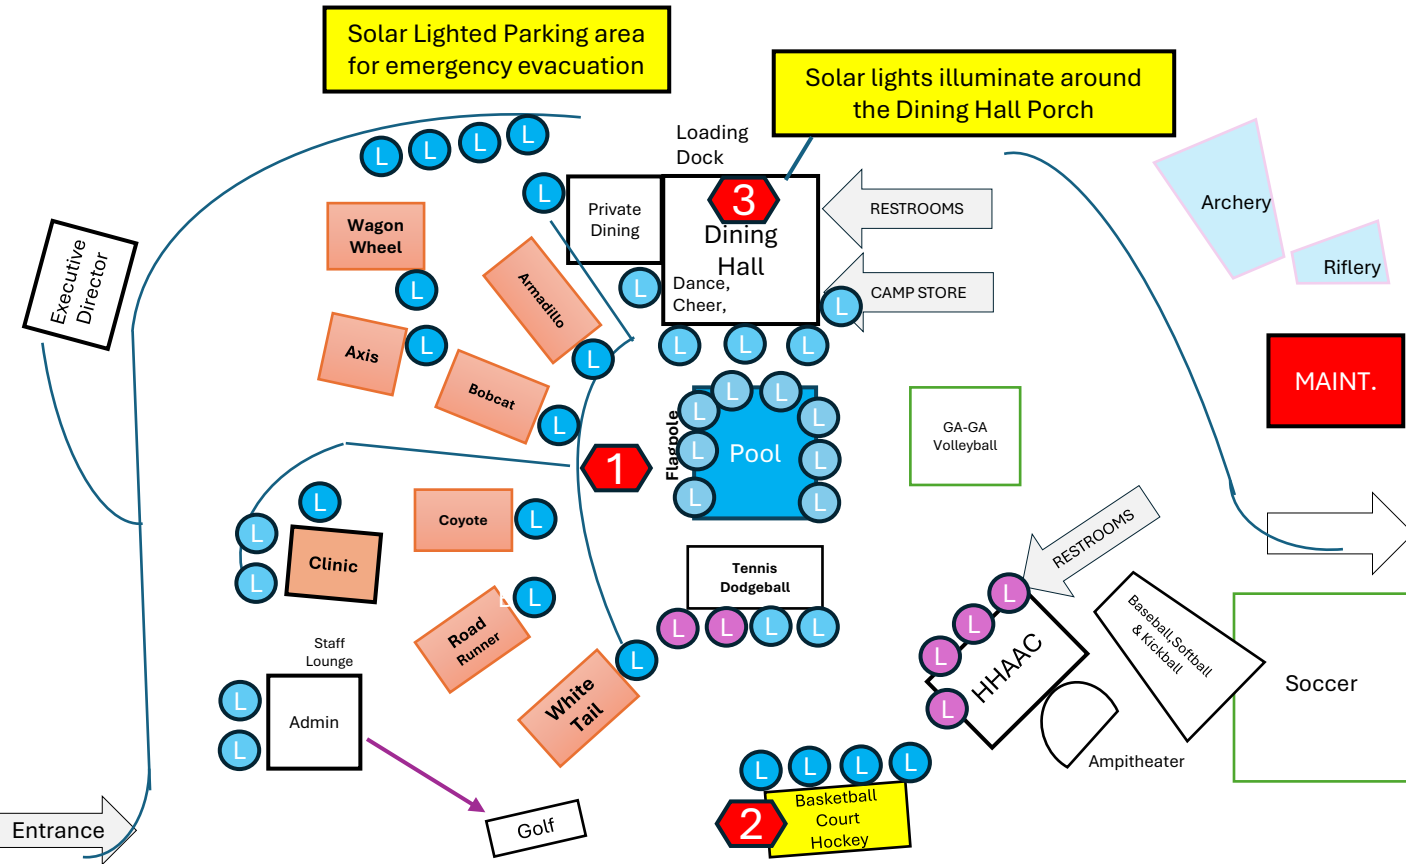 Solar Lighted Parking area
for emergency evacuation
Solar lights illuminate around
the Dining Hall Porch
Loading
Dock
L
L
L
L
L
Private
Dining
3
Dining
Hall
Dance,
Cheer,
RESTROOMS
CAMP STORE
Archery
Riflery
Wagon
Wheel
Executive
Director
Armadillo
L
L
L
L
L
L
Axis
L
Bobcat
L
L
MAINT.
L
L
L
L
L
L
L
L
Flagpole
Pool
GA-GA
Volleyball
1
L
L
L
Clinic
Coyote
L
Tennis
Dodgeball
RESTROOMS
L
L
Road
Runner
L
L
L
L
L
L
L
L
L
HHAAC
Baseball,Softball
& Kickball
Soccer
Staff
Lounge
L
L
Admin
White
Tail
L
Ampitheater
L
L
L
L
Basketball
Court
Hockey
2
Golf
Entrance